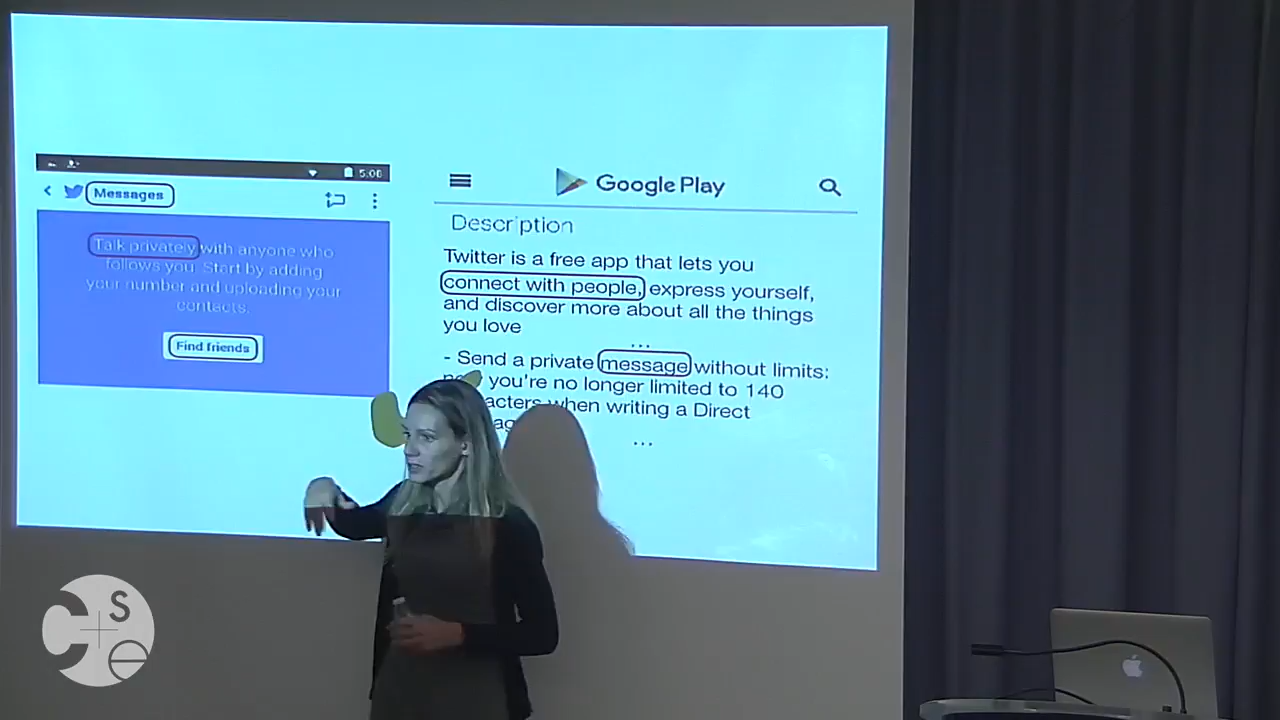 5:06
Messages
Talk privately with anyone who
follows you. Start by adding
your number and uploading your
contacts.
Find friends
Google Play
Description
Twitter is a free app that lets you
connect with people, express yourself,
and discover more about all the things
you love
...
- Send a private message without limits:
you're no longer limited to 140
when writing a Direct
...
C+se